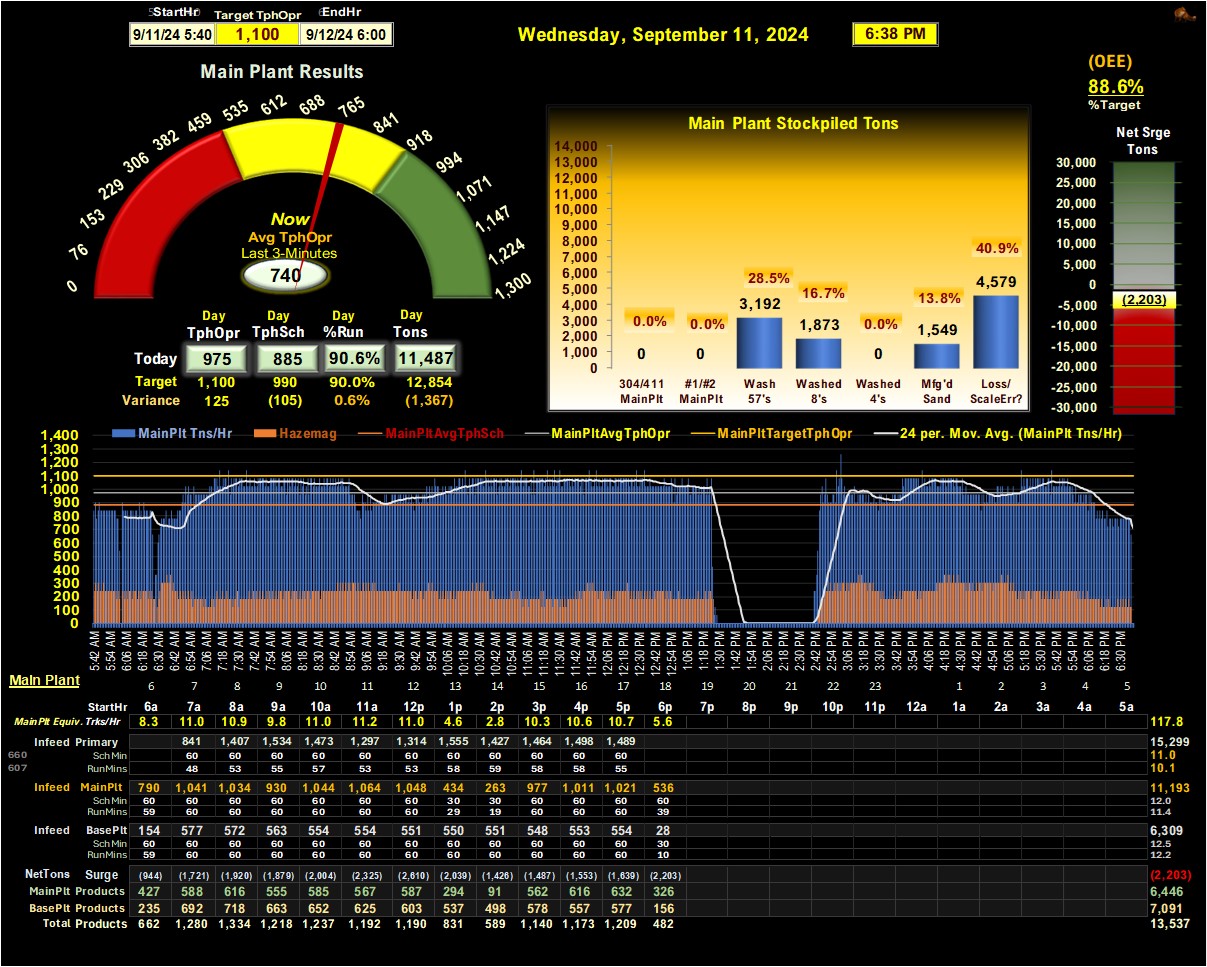 StartHr Target TphOpr EndHr
9/11/24 5:40 1,100 9/12/24 6:00
Wednesday, September 11, 2024 6:38 PM
(OEE)
88.6%
%Target
Main Plant Results
0 76 153 229 306 382 459 535 612 688 765 841 918 994 1,071 1,147 1,224 1,300
Now
Avg TphOpr
Last 3-Minutes
740
Day Day Day Day
TphOpr TphSch %Run Tons
Today 975 885 90.6% 11,487
Target 1,100 990 90.0% 12,854
Variance 125 (105) 0.6% (1,367)
Main Plant Stockpiled Tons
14,000
13,000
12,000
11,000
10,000
9,000
8,000
7,000
6,000
5,000
4,000
3,000
2,000
1,000
0
0.0% 0.0% 28.5% 16.7% 0.0% 13.8% 40.9%
0 0 3,192 1,873 0 1,549 4,579
304/411 #1/#2 Wash Washed Washed Mfg'd Loss/
MainPlt MainPlt 57's 8's 4's Sand ScaleErr?
Net Srge
Tons
30,000
25,000
20,000
15,000
10,000
5,000
0
-5,000
-10,000
-15,000
-20,000
-25,000
-30,000
(2,203)
MainPlt Tns/Hr Hazemag MainPltAvgTphSch MainPltAvgTphOpr MainPltTargetTphOpr 24 per. Mov. Avg. (MainPlt Tns/Hr)
1,400
1,300
1,200
1,100
1,000
900
800
700
600
500
400
300
200
100
0
5:42 AM 5:54 AM 6:06 AM 6:18 AM 6:30 AM 6:42 AM 6:54 AM 7:06 AM 7:18 AM 7:30 AM 7:42 AM 7:54 AM 8:06 AM 8:18 AM 8:30 AM 8:42 AM 8:54 AM 9:06 AM 9:18 AM 9:30 AM 9:42 AM 9:54 AM 10:06 AM 10:18 AM 10:30 AM 10:42 AM 10:54 AM 11:06 AM 11:18 AM 11:30 AM 11:42 AM 11:54 AM 12:06 PM 12:18 PM 12:30 PM 12:42 PM 12:54 PM 1:06 PM 1:18 PM 1:30 PM 1:42 PM 1:54 PM 2:06 PM 2:18 PM 2:30 PM 2:42 PM 2:54 PM 3:06 PM 3:18 PM 3:30 PM 3:42 PM 3:54 PM 4:06 PM 4:18 PM 4:30 PM 4:42 PM 4:54 PM 5:06 PM 5:18 PM 5:30 PM 5:42 PM 5:54 PM 6:06 PM 6:18 PM 6:30 PM
Main Plant 6 7 8 9 10 11 12 13 14 15 16 17 18 19 20 21 22 23 1 2 3 4 5
StartHr 6a 7a 8a 9a 10a 11a 12p 1p 2p 3p 4p 5p 6p 7p 8p 9p 10p 11p 12a 1a 2a 3a 4a 5a
MainPlt Equiv. Trks/Hr 8.3 11.0 10.9 9.8 11.0 11.2 11.0 4.6 2.8 10.3 10.6 10.7 5.6 117.8
Infeed Primary 841 1,407 1,534 1,473 1,297 1,314 1,555 1,427 1,464 1,498 1,489 15,299
660 SchMin 60 60 60 60 60 60 60 60 60 60 60 11.0
607 RunMins 48 53 55 57 53 53 58 59 58 58 55 10.1
Infeed MainPlt 790 1,041 1,034 930 1,044 1,064 1,048 434 263 977 1,011 1,021 536 11,193
SchMin 60 60 60 60 60 60 60 30 30 60 60 60 60 12.0
RunMins 59 60 60 60 60 60 60 29 19 60 60 60 39 11.4
Infeed BasePlt 154 577 572 563 554 554 551 550 551 548 553 554 28 6,309
SchMin 60 60 60 60 60 60 60 60 60 60 60 60 30 12.5
RunMins 59 60 60 60 60 60 60 60 60 60 60 60 10 12.2
NetTons Surge (944) (1,721) (1,920) (1,879) (2,004) (2,325) (2,610) (2,039) (1,426) (1,487) (1,553) (1,639) (2,203) (2,203)
MainPlt Products 427 588 616 555 585 567 587 294 91 562 616 632 326 6,446
BasePlt Products 235 692 718 663 652 625 603 537 498 578 557 577 156 7,091
Total Products 662 1,280 1,334 1,218 1,237 1,192 1,190 831 589 1,140 1,173 1,209 482 13,537